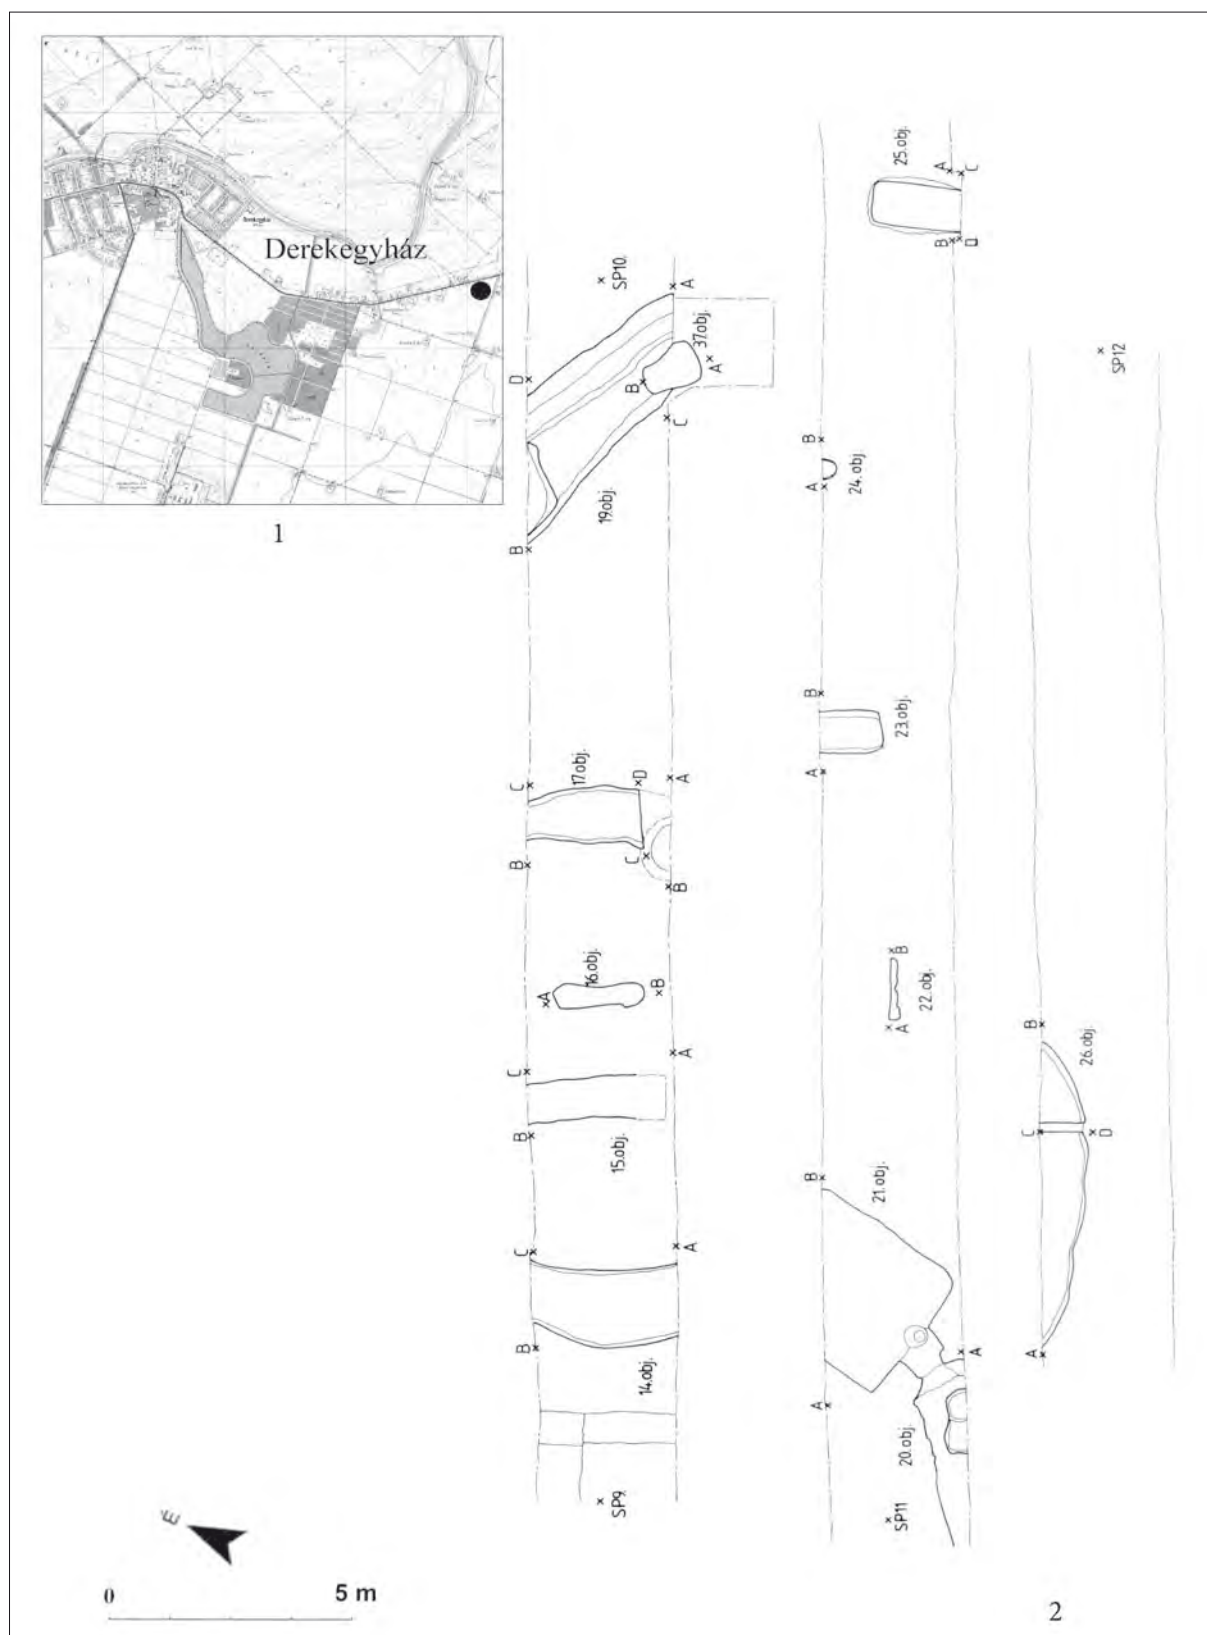 Derekegyház
1
SP10.
A
37.obj.
A
B
D
C
19.obj.
B
C
17.obj.
D
A
B
C
B
16.obj.
A
B
A
C
B
15.obj.
C
A
B
14.obj.
SP9.
25.obj.
A
C
B
D
B
24.obj.
A
B
23.obj.
A
B
22.obj.
A
B
21.obj.
A
A
20.obj.
SP11
SP12
B
26.obj.
C
D
A
É
0
5 m
2